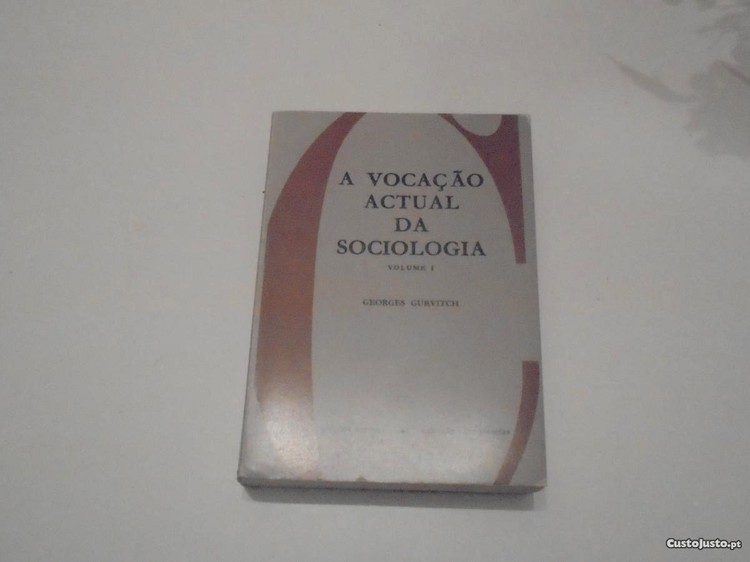 A VOCAÇÃO
ACTUAL
DA
SOCIOLOGIA
VOLUME I
GEORGES GURVITCH
CustoJusto.pt